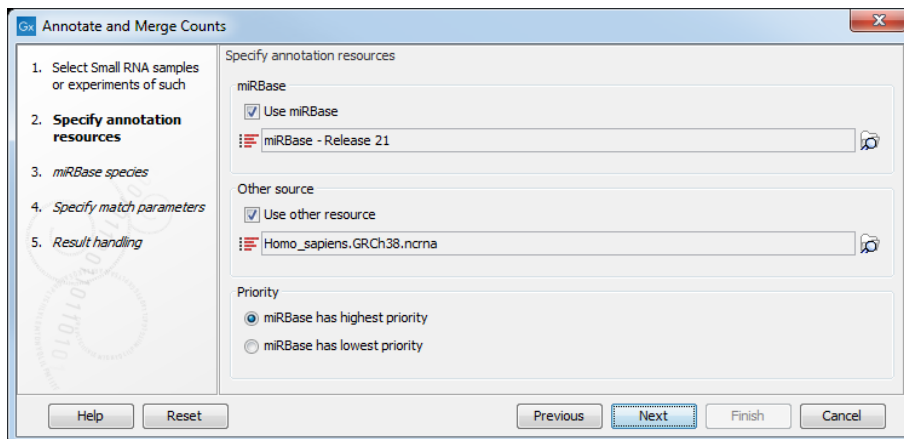 Gx Annotate and Merge Counts
1. Select Small RNA samples
or experiments of such
2. Specify annotation
resources
3. miRBase species
4. Specify match parameters
5. Result handling
Specify annotation resources
miRBase
Use miRBase
miRBase - Release 21
Other source
Use other resource
Homo_sapiens.GRCh38.ncrna
Priority
miRBase has highest priority
miRBase has lowest priority
Help
Reset
Previous
Next
Finish
Cancel